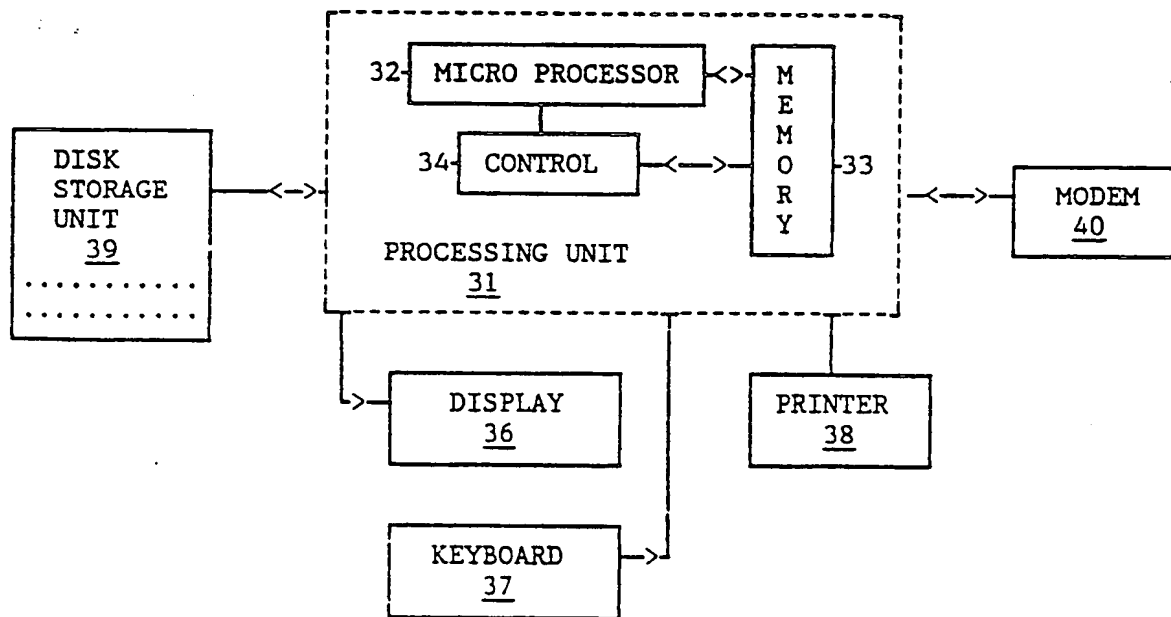 32
MICRO PROCESSOR
<->
MEMORY
34
CONTROL
<->
33
DISK
STORAGE
UNIT
39
...........
...........
<->
PROCESSING UNIT
31
<->
MODEM
40
>
DISPLAY
36
PRINTER
38
KEYBOARD
37
>